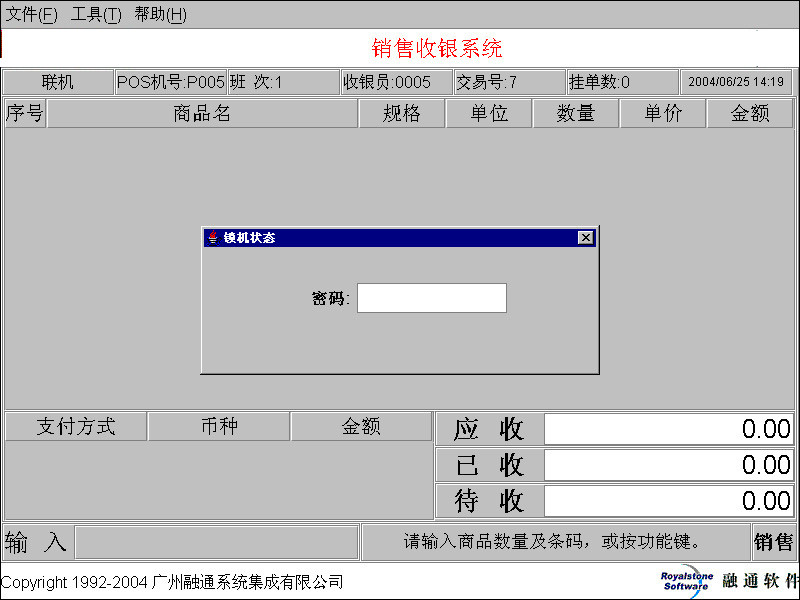 文件(F) 工具(T) 帮助(H)
销售收银系统
联机 POS机号:P005 班 次:1 收银员:0005 交易号:7 挂单数:0 2004/06/25 14:19
序号 商品名 规格 单位 数量 单价 金额
锁机状态
密码:
支付方式 币种 金额
应 收 0.00
已 收 0.00
待 收 0.00
输 入 请输入商品数量及条码，或按功能键。 销售
Copyright 1992-2004 广州融通系统集成有限公司 Royalstone Software 融通软件